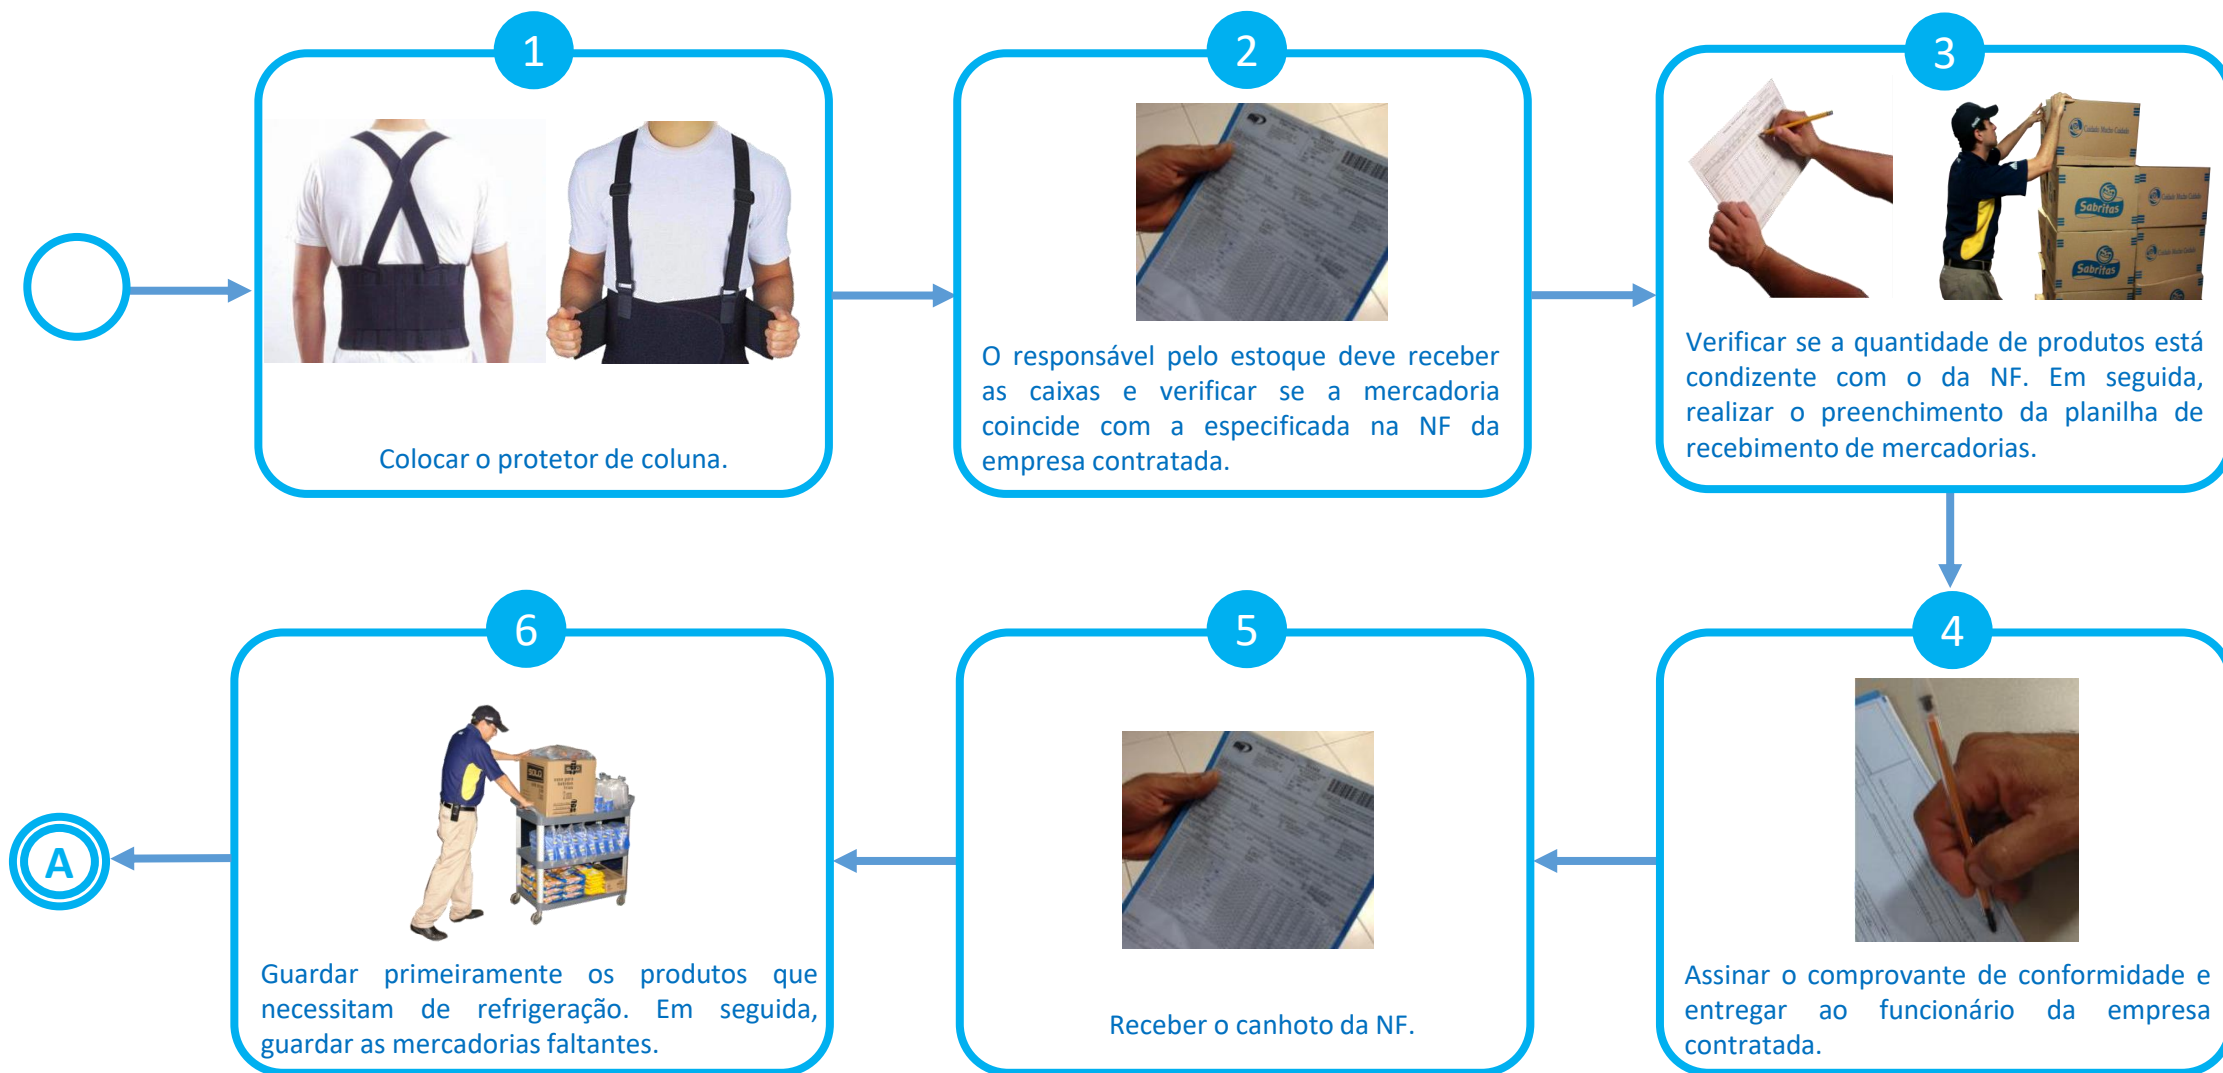 1
Colocar o protetor de coluna.
2
O responsável pelo estoque deve receber
as caixas e verificar se a mercadoria
coincide com a especificada na NF da
empresa contratada.
3
Sabritas
Sabritas
Verificar se a quantidade de produtos está
condizente com o da NF. Em seguida,
realizar o preenchimento da planilha de
recebimento de mercadorias.
4
Assinar o comprovante de conformidade e
entregar ao funcionário da empresa
contratada.
5
Receber o canhoto da NF.
6
Guardar primeiramente os produtos que
necessitam de refrigeração. Em seguida,
guardar as mercadorias faltantes.
A